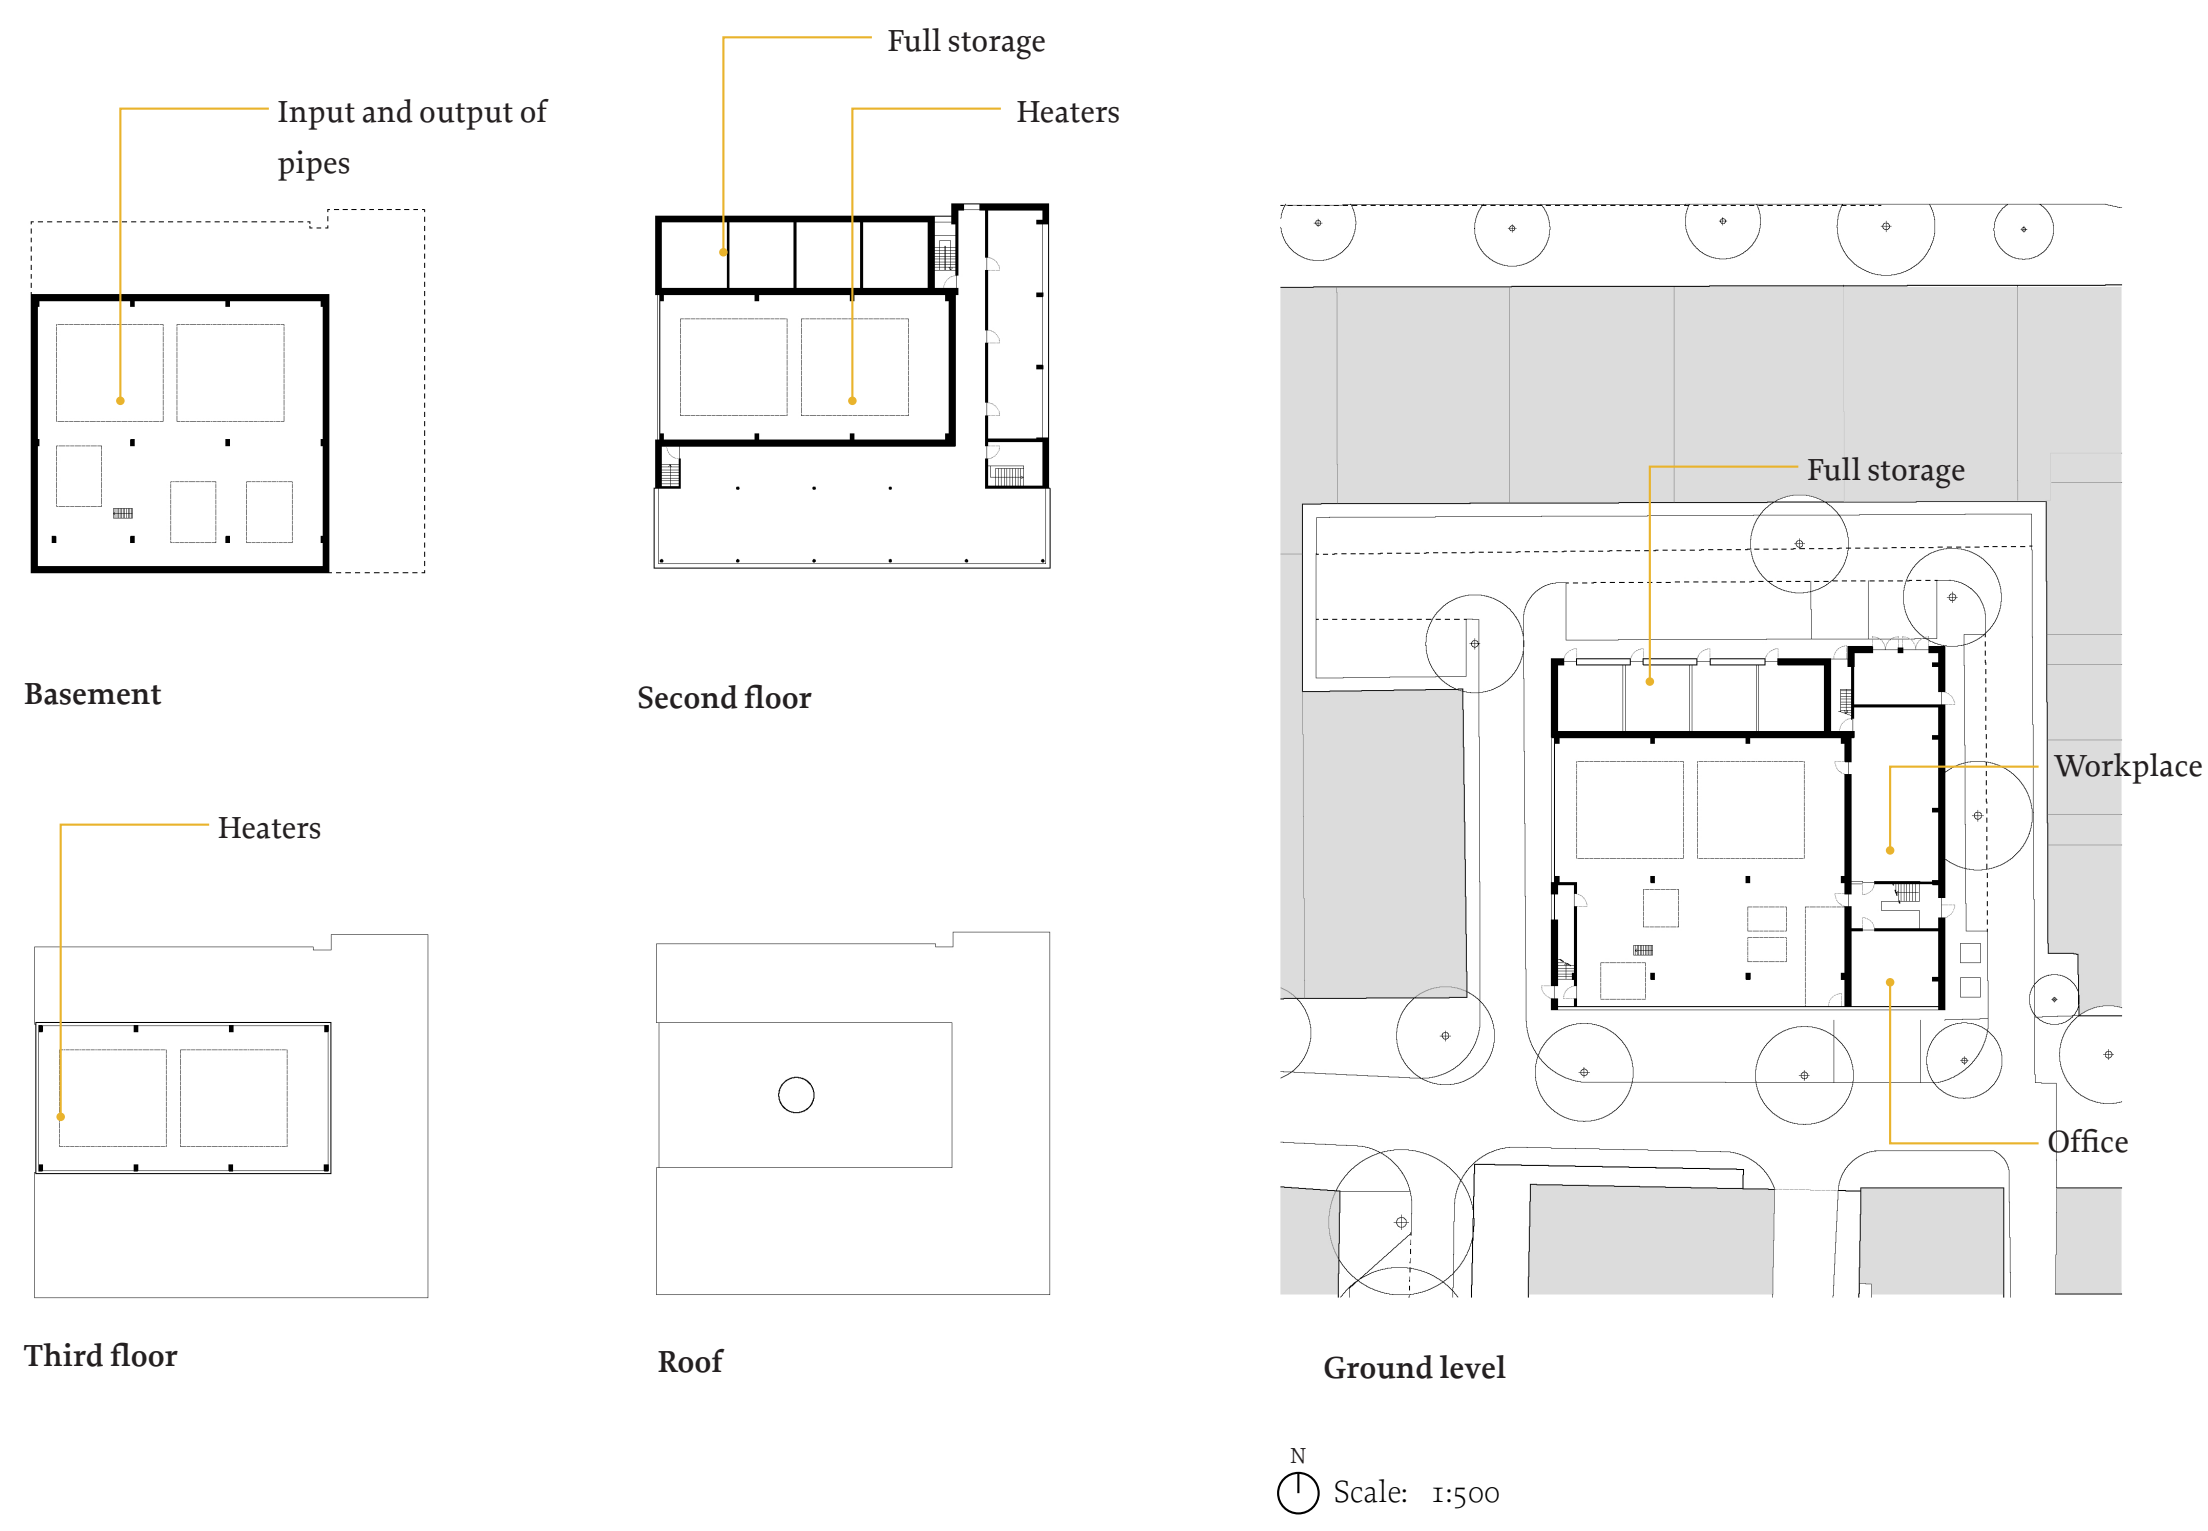 Full storage
Input and output of
pipes
Heaters
Basement
Second floor
Full storage
Workplace
Office
Heaters
Third floor
Roof
Ground level
N
Scale: 1:500